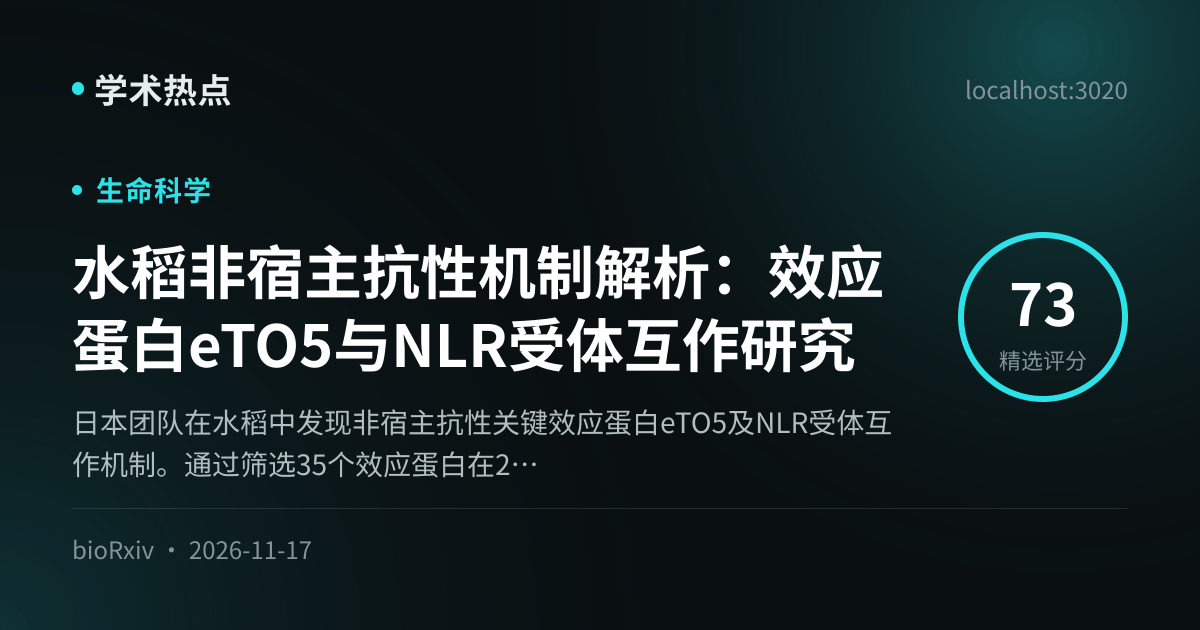 学术热点
localhost:3020
生命科学
水稻非宿主抗性机制解析：效应
蛋白eTO5与NLR受体互作研究
73
精选评分
日本团队在水稻中发现非宿主抗性关键效应蛋白eTO5及NLR受体互
作机制。通过筛选35个效应蛋白在2…
bioRxiv • 2026-11-17